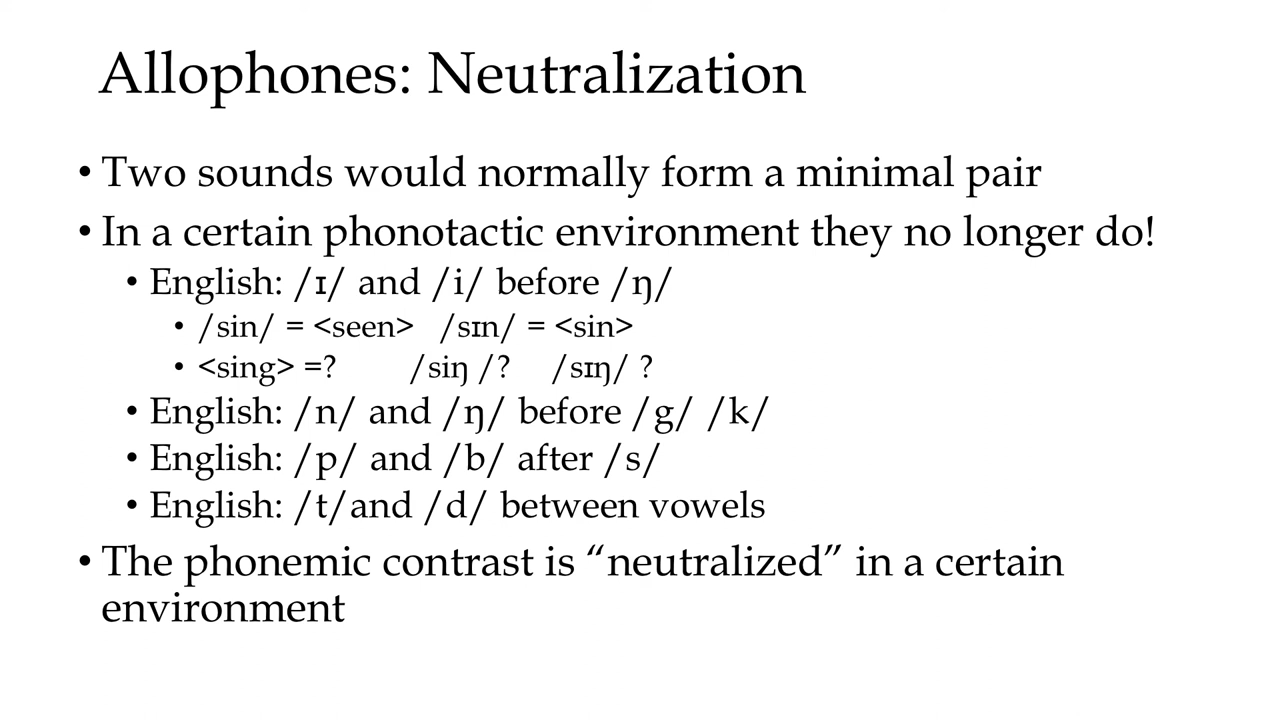 Allophones: Neutralization
• Two sounds would normally form a minimal pair
• In a certain phonotactic environment they no longer do!
• English: /ɪ/ and /i/ before /ŋ/
• /sin/ = <seen> /sɪn/ = <sin>
• <sing> =? /siŋ /? /sɪŋ/ ?
• English: /n/ and /ŋ/ before /g/ /k/
• English: /p/ and /b/ after /s/
• English: /t/and /d/ between vowels
• The phonemic contrast is “neutralized” in a certain
environment